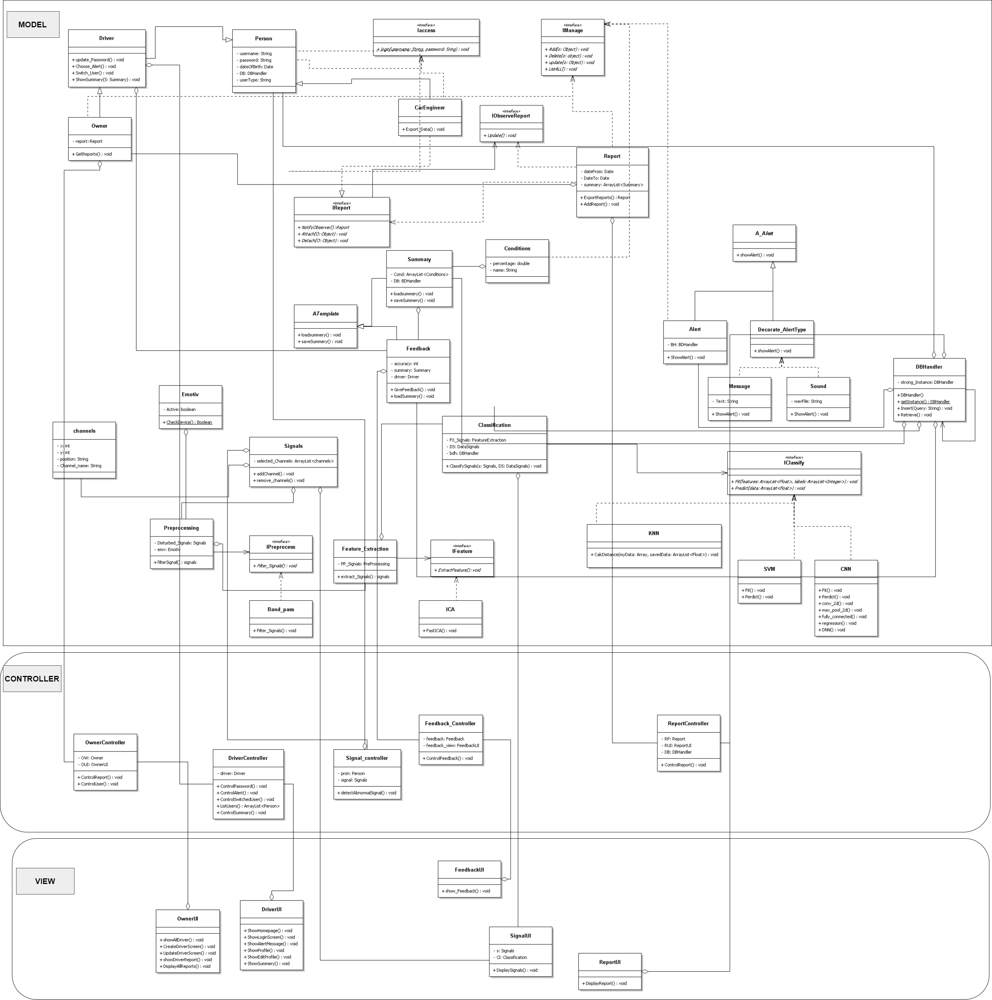 MODEL
Driver
+ update_Password() : void
+ Choose_Alert() : void
+ Switch_User() : void
+ ShowSummary(S: Summary) : void
Person
- username: String
- password: String
- dateOfBirth: Date
- DB: DBHandler
- userType: String
«interface»
Iaccess
+ login(username: String, password: Sring) : void
«interface»
IManage
+ Add(o: Object) : void
+ Delete(o: object) : void
+ update(o: Object) : void
+ ListALL() : void
CarEngineer
+ Export_Data() : void
«interface»
IObserveReport
+ Update() : void
Owner
- report: Report
+ GetReports() : void
Report
- dateFrom: Date
- DateTo: Date
- summary: ArrayList<Summary>
+ ExportReports() : Report
+ AddReport() : void
«interface»
IReport
+ NotifyObserver() :Report
+ Attach(O: Object) : void
+ Detach(O: Object) : void
A_Alert
+ showAlert() : void
Conditions
- percentage: double
- name: String
Summary
- Cond: ArrayList<Conditions>
- DB: BDHandler
+ loadsummery() : void
+ saveSummery() : void
ATemplate
+ loadsummery() : void
+ saveSummery() : void
Alert
- BH: BDHandler
+ ShowAlert() : void
Decorate_AlertType
+ showAlert() : void
Feedback
- accuracy: int
- summary: Summary
- driver: Driver
+ GiveFeedback() : void
+ loadSummery() : void
DBHandler
- strong_Instance: DBHandler
+ DBHandler()
+ getInstance() : DBHandler
+ Insert(Query: String) : void
+ Retrieve() : void
Message
- Text: String
+ ShowAlert() : void
Sound
- wavFile: String
+ ShowAlert() : void
Emotiv
- Active: boolean
+ CheckDevice() : Boolean
channels
- x: int
- y: int
- position: String
- Channel_name: String
Signals
- selected_Channels: ArrayList<channels>
+ addChannel() : void
+ remove_channels() : void
Classification
- FX_Signals: FeatureExtraction
- DS: DataSignals
- bdh: DBHandler
+ ClassifySignals(s: Signals, DS: DataSignals) : void
«interface»
IClassify
+ Fit(features: ArrayList<Float>, labels: ArrayList<Integer>) : void
+ Predict(data: ArrayList<float>) : void
Preprocessing
- Disturbed_Signals: Signals
- emv: Emotiv
+ filterSignal() : signals
«interface»
IPreprocess
+ Filter_Signals() : void
Feature_Extraction
- PP_Signals: PreProcessing
+ extract_Signals() : signals
«interface»
IFeature
+ ExtractFeature(): void
KNN
+ CalcDistance(myData: Array, savedData: ArrayList<Float>) : void
SVM
+ Fit() : void
+ Perdict() : void
CNN
+ Fit() : void
+ Perdict() : void
+ conv_2d() : void
+ max_pool_2d() : void
+ fully_connected() : void
+ regression() : void
+ DNN() : void
Band_pass
+ Filter_Signals() : void
ICA
+ FastICA() : void
CONTROLLER
OwnerController
- OW: Owner
- OUI: OwnerUI
+ ControlReport() : void
+ ControlUser() : void
DriverController
- driver: Driver
+ ControlPassword() : void
+ ControlAlert() : void
+ ControlSwitchedUser() : void
+ ListUsers() : ArrayList<Person>
+ ControlSummary() : void
Signal_controller
- prsn: Person
- signal: Signals
+ detectAbnormalSignal() : void
Feedback_Controller
- feedback: Feedback
- feedback_view: FeedbackUI
+ ControlFeedback() : void
ReportController
- RP: Report
- RUI: ReportUI
- DB: DBHandler
+ ControlReport() : void
VIEW
FeedbackUI
+ show_Feedback() : void
OwnerUI
+ showAllDriver() : void
+ CreateDriverScreen() : void
+ UpdateDriverScreen() : void
+ showDriverReport() : void
+ DisplayAllReports() : void
DriverUI
+ ShowHomepage() : void
+ ShowLoginScreen() : void
+ ShowAlertMessage() : void
+ ShowProfile() : void
+ ShowEditProfile() : void
+ ShowSummery() : void
SignalUI
- s: Signals
- Cl: Classification
+ DisplaySignals() : void
ReportUI
+ DisplayReport() : void